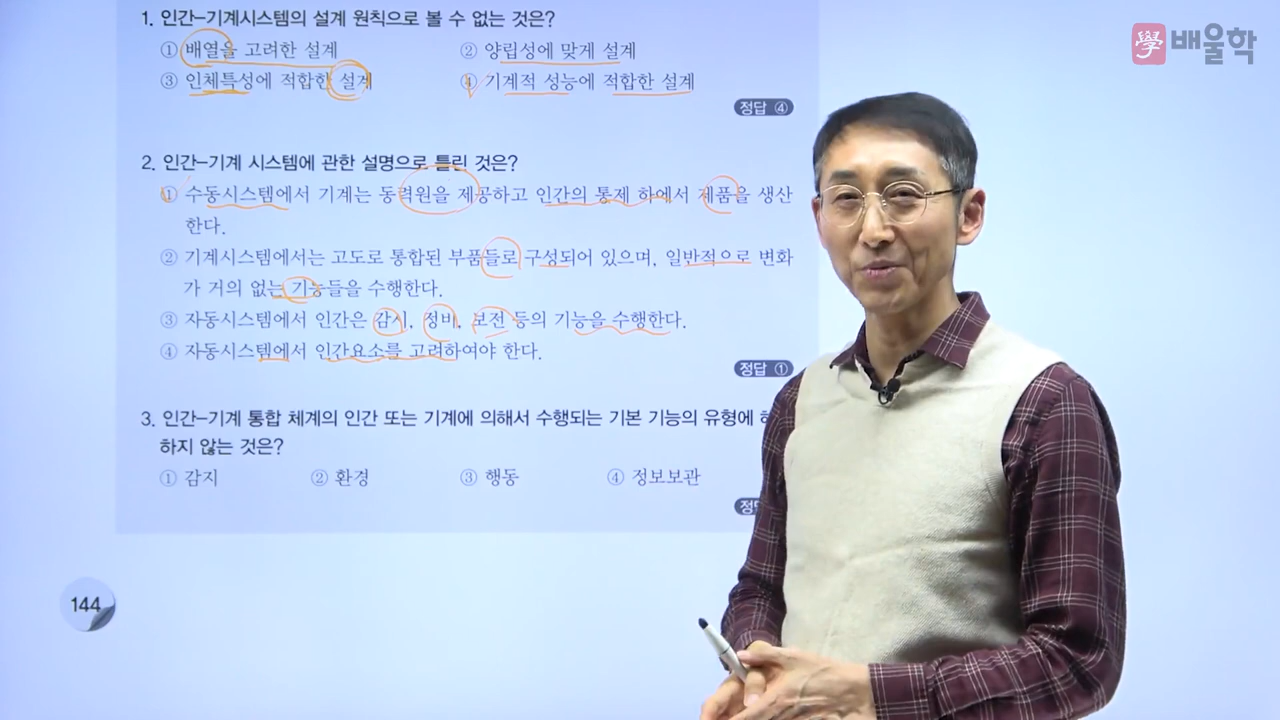 1. 인간-기계시스템의 설계 원칙으로 볼 수 없는 것은?
① 배열을 고려한 설계 ② 양립성에 맞게 설계
③ 인체특성에 적합한 설계 ④ 기계적 성능에 적합한 설계
정답 ④
2. 인간-기계 시스템에 관한 설명으로 틀린 것은?
① 수동시스템에서 기계는 동력원을 제공하고 인간의 통제 하에서 제품을 생산
한다.
② 기계시스템에서는 고도로 통합된 부품들로 구성되어 있으며, 일반적으로 변화
가 거의 없는 기능들을 수행한다.
③ 자동시스템에서 인간은 감시, 정비, 보전 등의 기능을 수행한다.
④ 자동시스템에서 인간요소를 고려하여야 한다.
정답 ①
3. 인간-기계 통합 체계의 인간 또는 기계에 의해서 수행되는 기본 기능의 유형에
하지 않는 것은?
① 감지 ② 환경 ③ 행동 ④ 정보보관
144
學 배울학